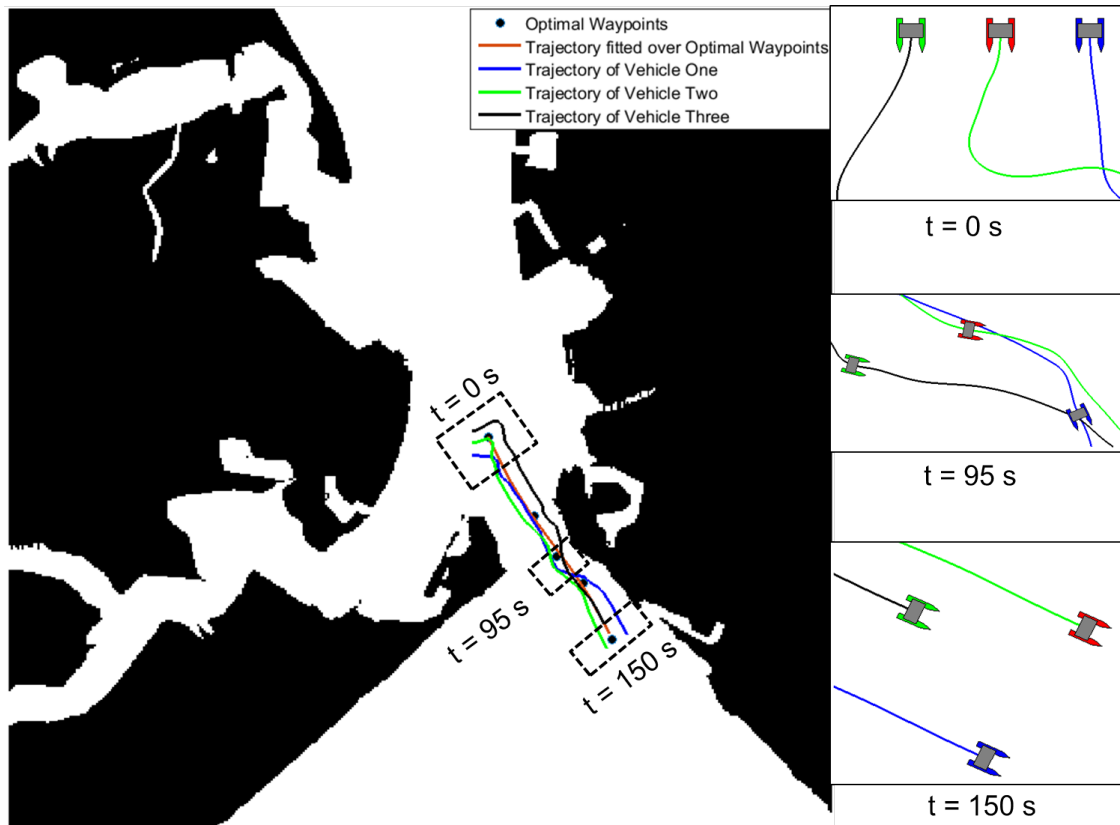 Optimal Waypoints
Trajectory fitted over Optimal Waypoints
Trajectory of Vehicle One
Trajectory of Vehicle Two
Trajectory of Vehicle Three
t = 0 s
t = 95 s
t = 150 s
t = 0 s
t = 95 s
t = 150 s